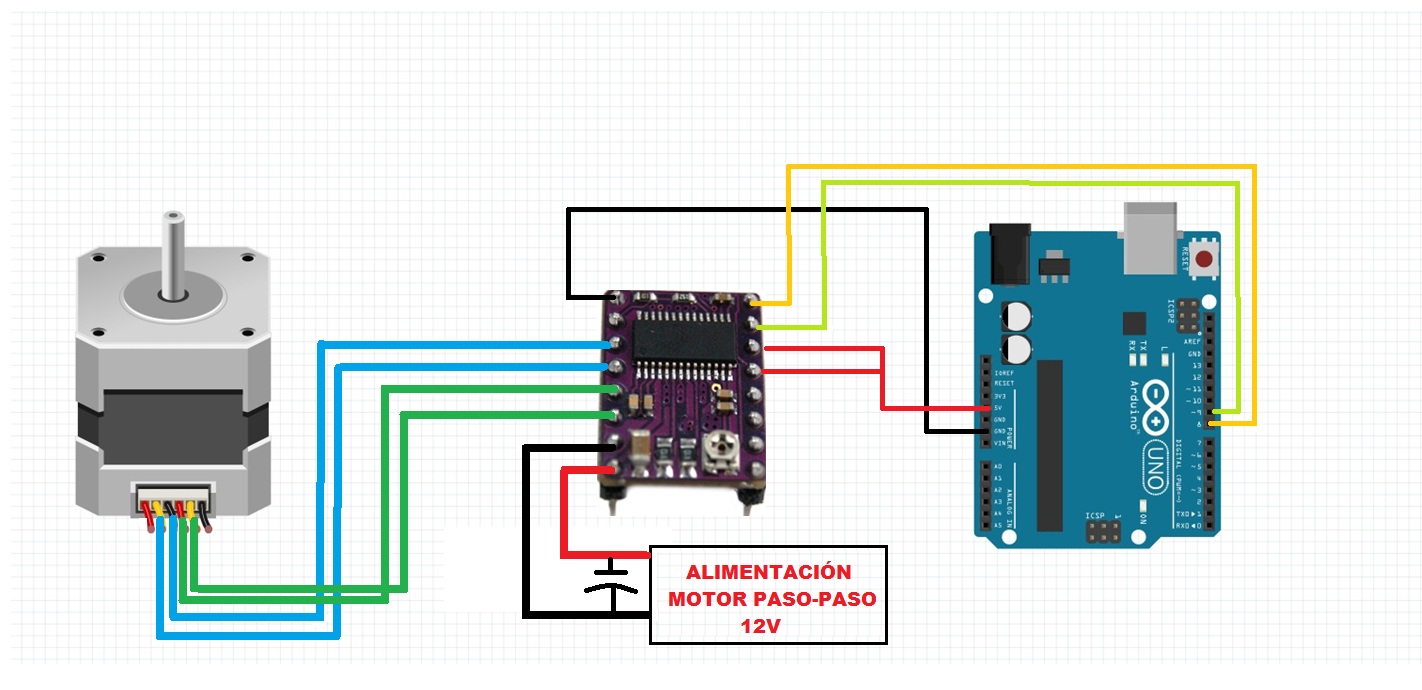 ALIMENTACIÓN
MOTOR PASO-PASO
12V
RESET
ICSP2
AREF
GND
13
12
~11
~10
~9
8
7
~6
~5
4
~3
2
TXD▶1
RXD◀0
DIGITAL (PWM~)
L
TX
RX
Arduino™
UNO
ON
ICSP
1
IOREF
RESET
3V3
5V
GND
GND
VIN
POWER
A0
A1
A2
A3
A4
A5
ANALOG IN